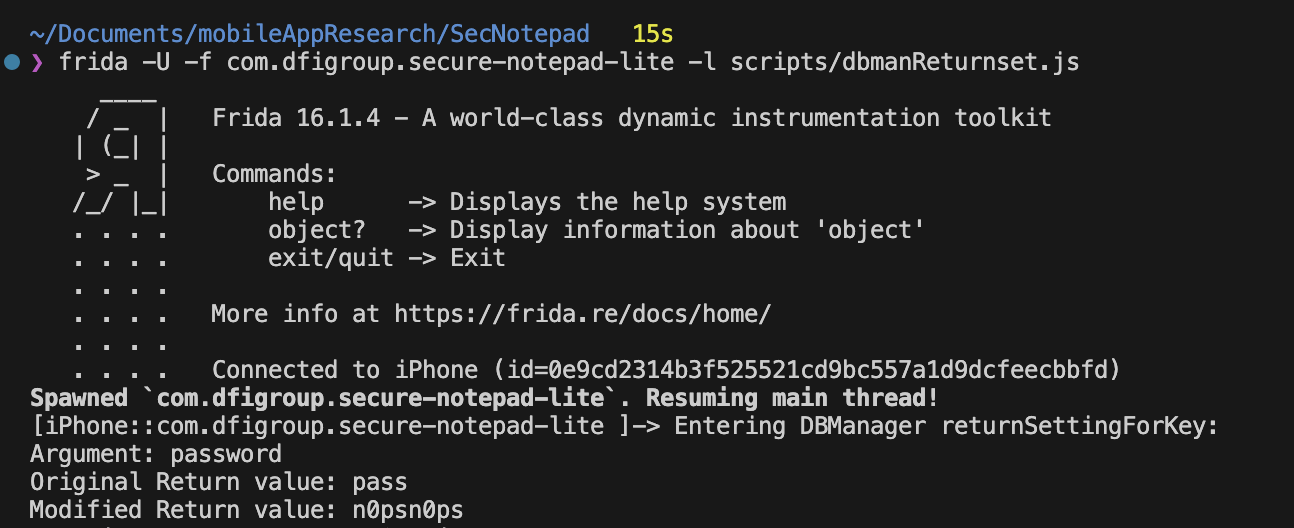 ~/Documents/mobileAppResearch/SecNotepad 15s
❯ frida -U -f com.dfigroup.secure-notepad-lite -l scripts/dbmanReturnset.js
____
/ _  | Frida 16.1.4 - A world-class dynamic instrumentation toolkit
| (_| |
> _  | Commands:
/_/ |_| help -> Displays the help system
. . . . object? -> Display information about 'object'
. . . . exit/quit -> Exit
. . . .
. . . . More info at https://frida.re/docs/home/
. . . .
. . . . Connected to iPhone (id=0e9cd2314b3f525521cd9bc557a1d9dcfeecbbfd)
Spawned `com.dfigroup.secure-notepad-lite`. Resuming main thread!
[iPhone::com.dfigroup.secure-notepad-lite ]-> Entering DBManager returnSettingForKey:
Argument: password
Original Return value: pass
Modified Return value: n0psn0ps